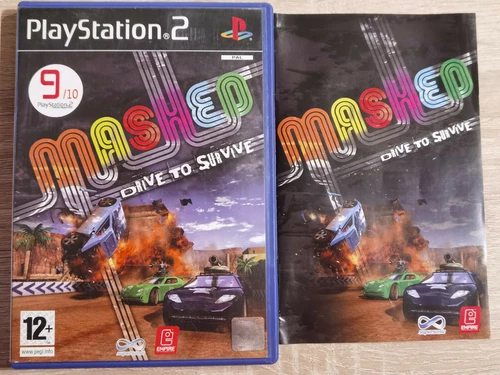 PlayStation 2
PAL
9/10
PlayStation 2
MASHED
DRIVE TO SURVIVE
12+
www.pegi.info
EMPIRE
MASHED
DRIVE TO SURVIVE
EMPIRE